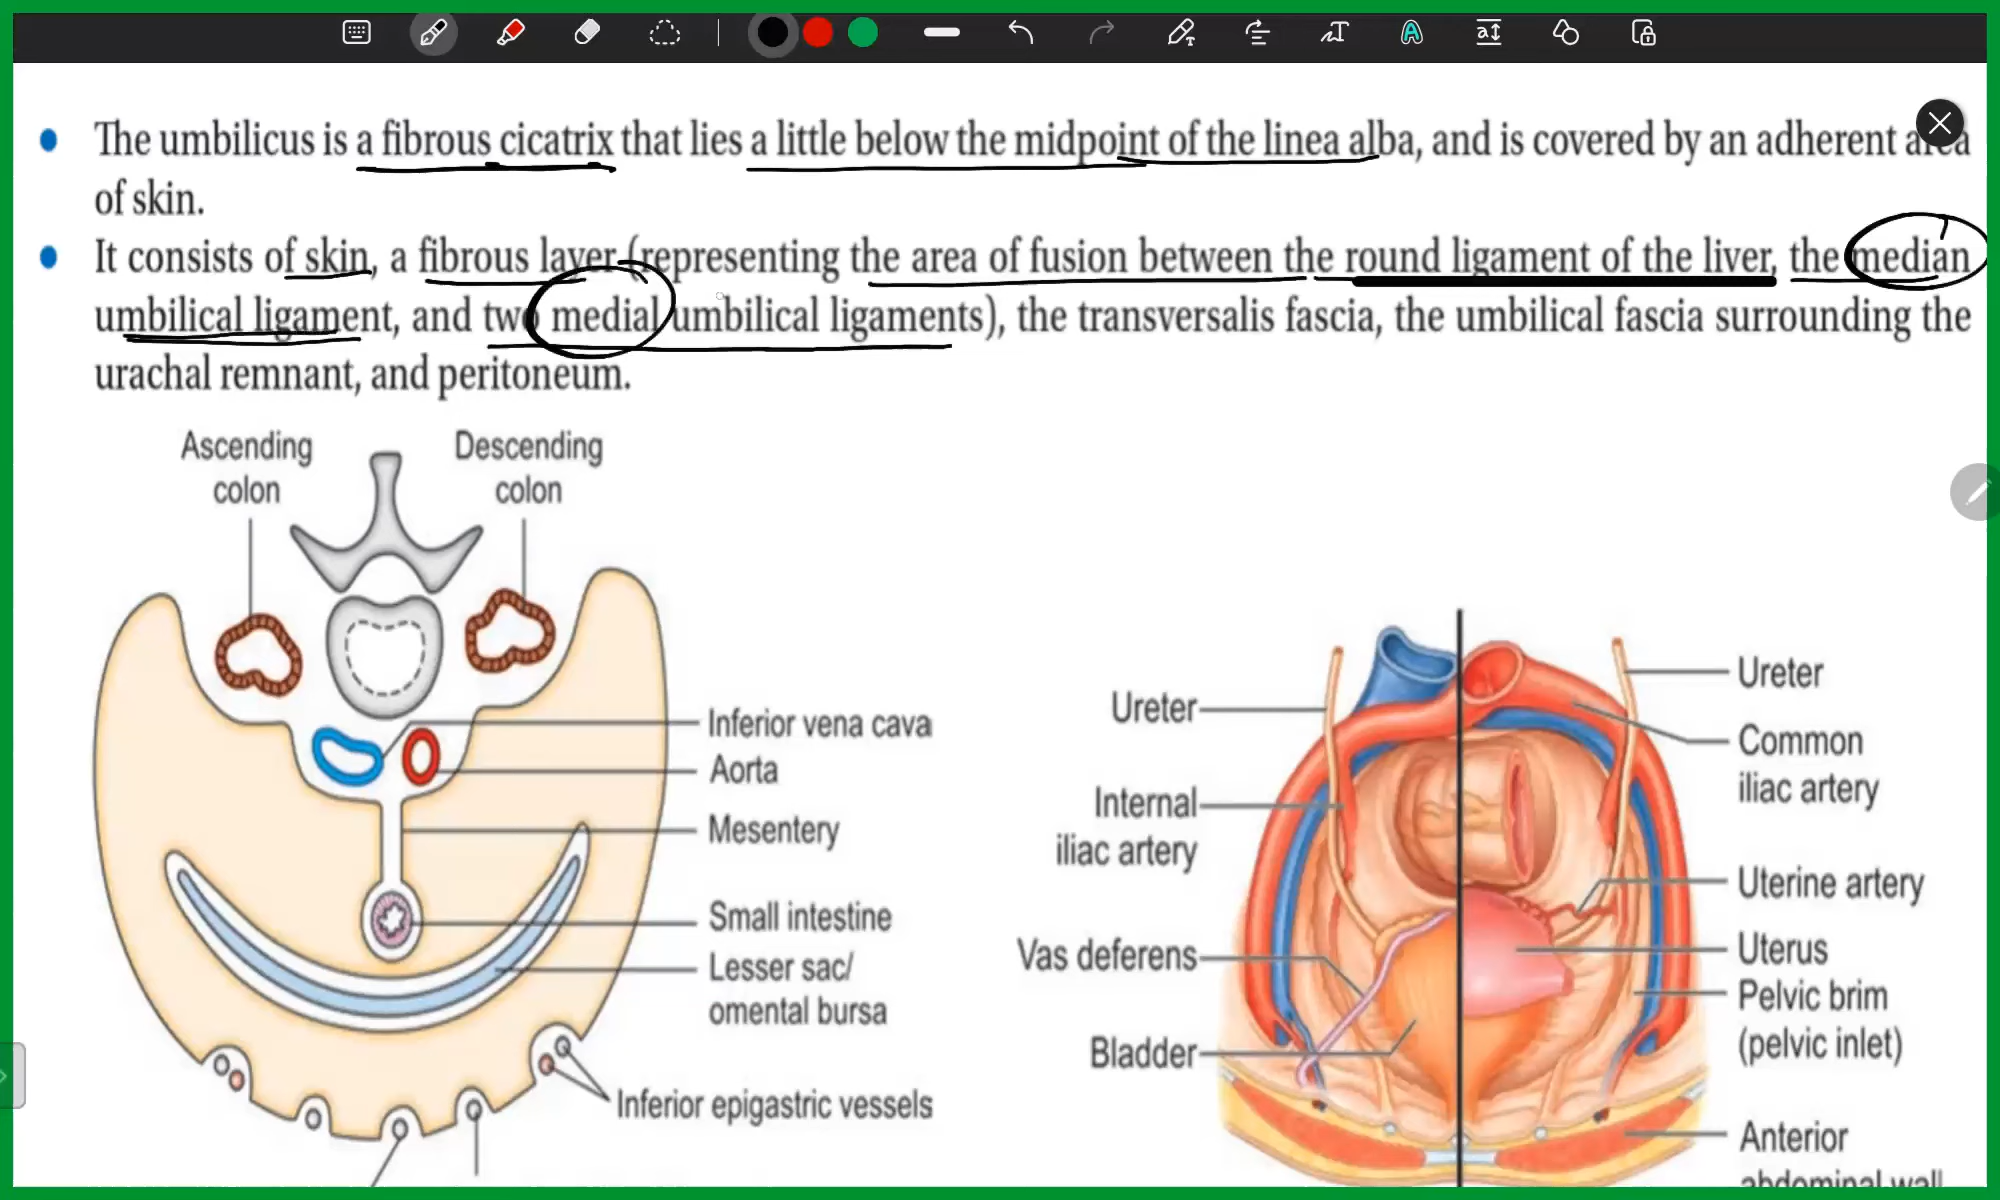 The umbilicus is a fibrous cicatrix that lies a little below the midpoint of the linea alba, and is covered by an adherent area
of skin.
It consists of skin, a fibrous layer (representing the area of fusion between the round ligament of the liver, the median
umbilical ligament, and two medial umbilical ligaments), the transversalis fascia, the umbilical fascia surrounding the
urachal remnant, and peritoneum.
Ascending
colon
Descending
colon
Inferior vena cava
Aorta
Mesentery
Small intestine
Lesser sac/
omental bursa
Inferior epigastric vessels
Ureter
Internal
iliac artery
Vas deferens
Bladder
Ureter
Common
iliac artery
Uterine artery
Uterus
Pelvic brim
(pelvic inlet)
Anterior
abdominal wall